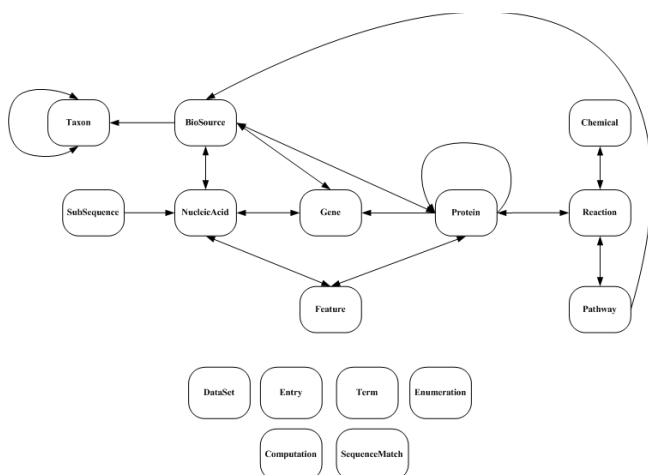 Taxon
BioSource
Chemical
SubSequence
NucleicAcid
Gene
Protein
Reaction
Feature
Pathway
DataSet
Entry
Term
Enumeration
Computation
SequenceMatch